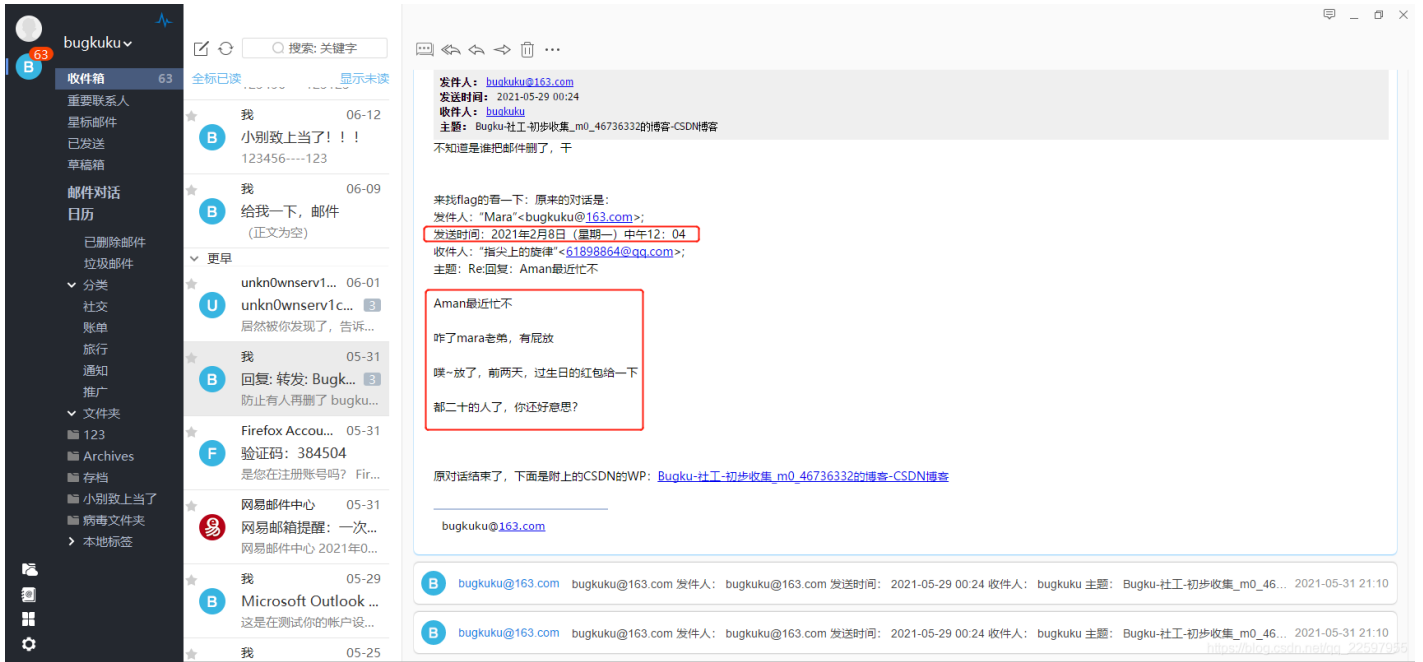 bugkuku
63
B
收件箱 63
重要联系人
星标邮件
已发送
草稿箱
邮件对话
日历
已删除邮件
垃圾邮件
分类
社交
账单
旅行
通知
推广
文件夹
123
Archives
存档
小别致上当了
病毒文件夹
本地标签
搜索: 关键字
全标已读 显示未读
我 06-12
B
小别致上当了！！！
123456----123
我 06-09
B
给我一下，邮件
（正文为空）
更早
unkn0wnserv1... 06-01
U
unkn0wnserv1c... 3
居然被你发现了，告诉...
我 05-31
B
回复: 转发: Bugk... 3
防止有人再删了 bugku...
Firefox Accou... 05-31
F
验证码：384504
是您在注册账号吗？ Fir...
网易邮件中心 05-31
易
网易邮箱提醒：一次...
网易邮件中心 2021年0...
我 05-29
B
Microsoft Outlook ...
这是在测试你的帐户设...
我 05-25
发件人： bugkuku@163.com
发送时间： 2021-05-29 00:24
收件人： bugkuku
主题： Bugku-社工-初步收集_m0_46736332的博客-CSDN博客
不知道是谁把邮件删了，干
来找flag的看一下：原来的对话是：
发件人：“Mara”<bugkuku@163.com>;
发送时间：2021年2月8日（星期一）中午12：04
收件人：“指尖上的旋律”<61898864@qq.com>;
主题：Re:回复：Aman最近忙不
Aman最近忙不
咋了mara老弟，有屁放
噗~放了，前两天，过生日的红包给一下
都二十的人了，你还好意思？
原对话结束了，下面是附上的CSDN的WP：Bugku-社工-初步收集_m0_46736332的博客-CSDN博客
bugkuku@163.com
B bugkuku@163.com bugkuku@163.com 发件人： bugkuku@163.com 发送时间： 2021-05-29 00:24 收件人： bugkuku 主题： Bugku-社工-初步收集_m0_46... 2021-05-31 21:10
B bugkuku@163.com bugkuku@163.com 发件人： bugkuku@163.com 发送时间： 2021-05-29 00:24 收件人： bugkuku 主题： Bugku-社工-初步收集_m0_46... 2021-05-31 21:10
https://blog.csdn.net/qq_22597955